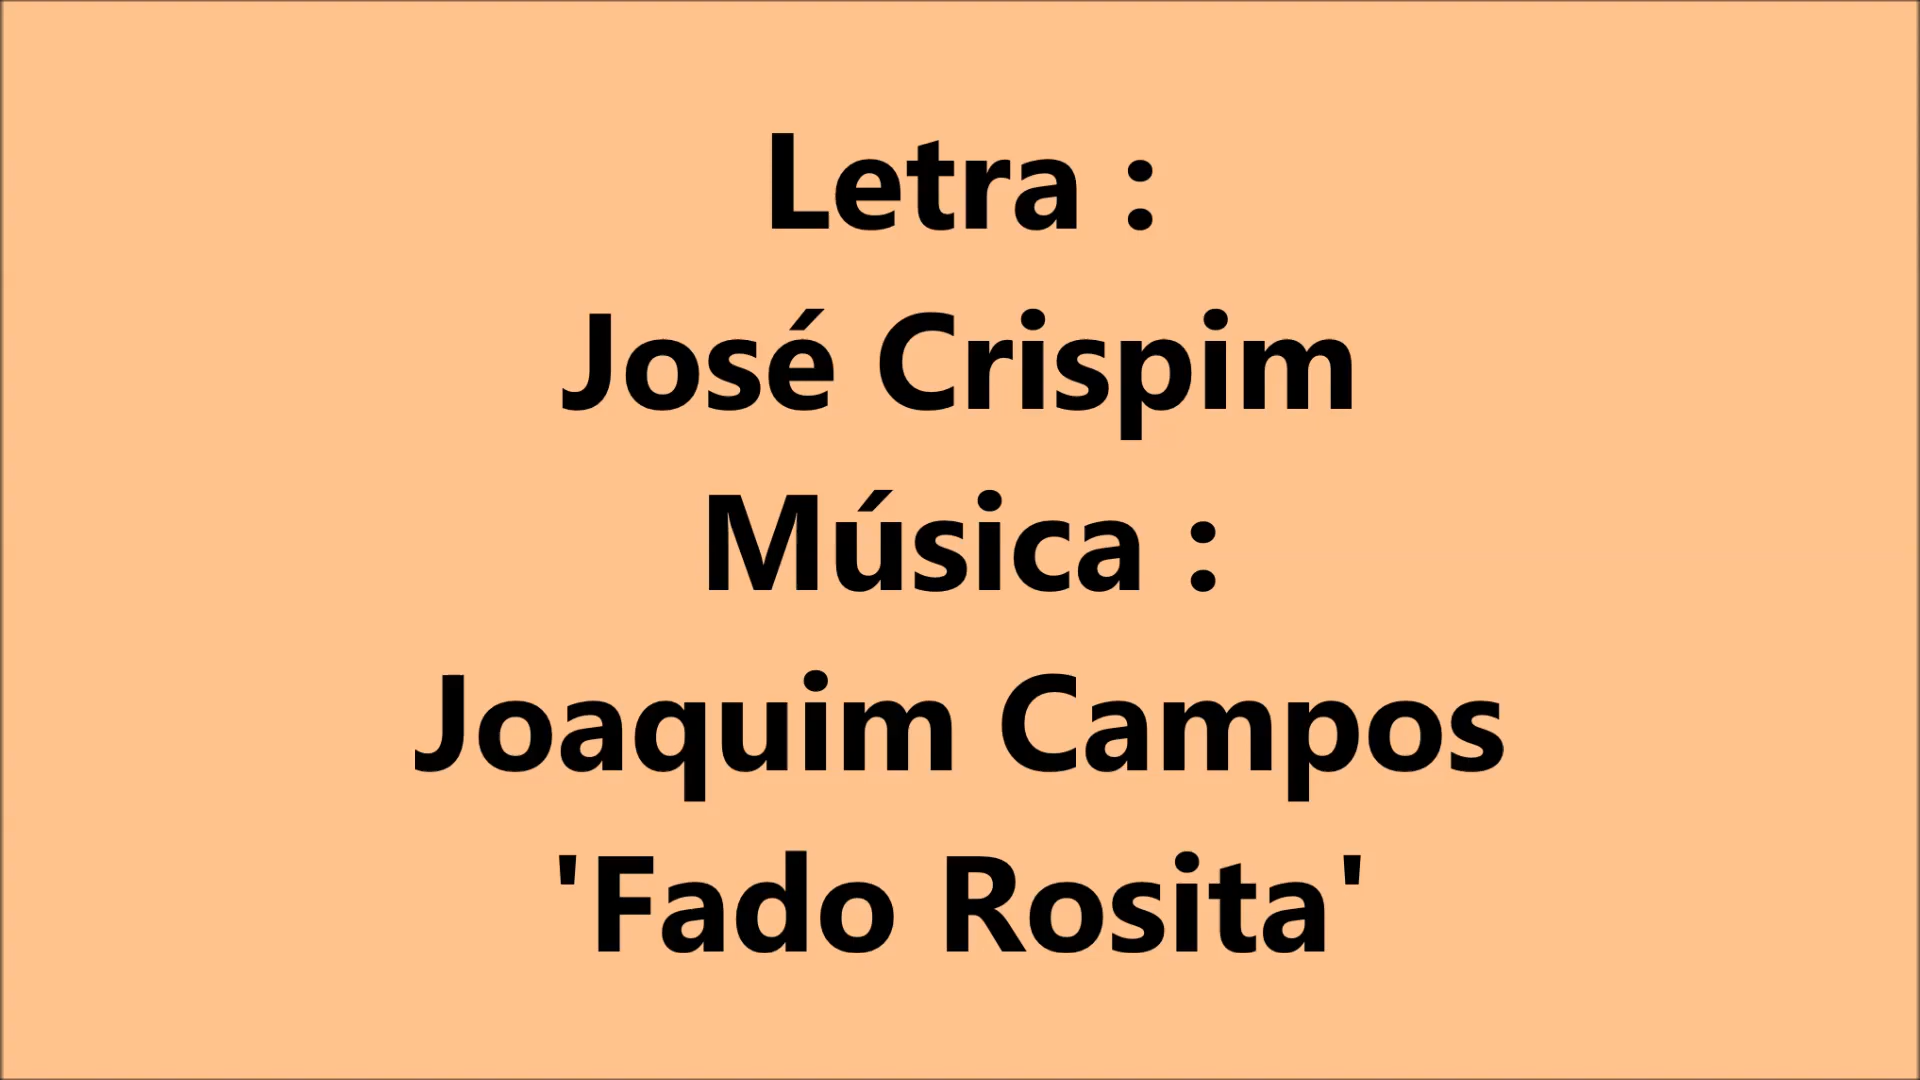 Letra :
José Crispim
Música :
Joaquim Campos
'Fado Rosita'